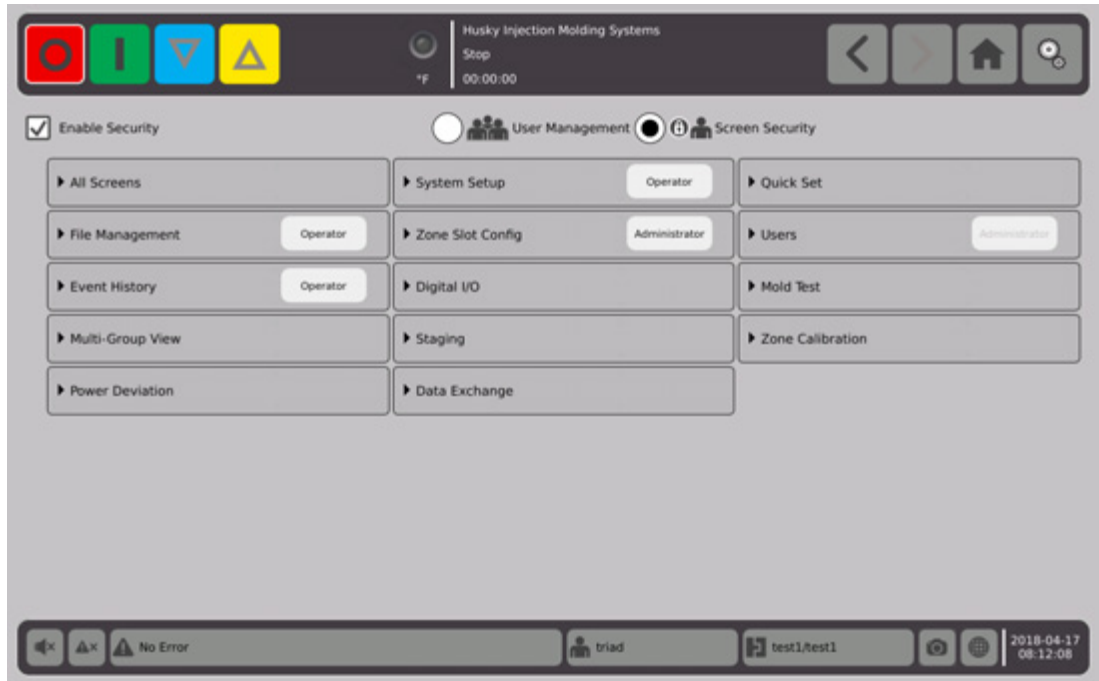 Husky Injection Molding Systems
Stop
°F
00:00:00
Enable Security
User Management
Screen Security
All Screens
System Setup
Operator
Quick Set
File Management
Operator
Zone Slot Config
Administrator
Users
Administrator
Event History
Operator
Digital I/O
Mold Test
Multi-Group View
Staging
Zone Calibration
Power Deviation
Data Exchange
No Error
triad
test1/test1
2018-04-17
08:12:08